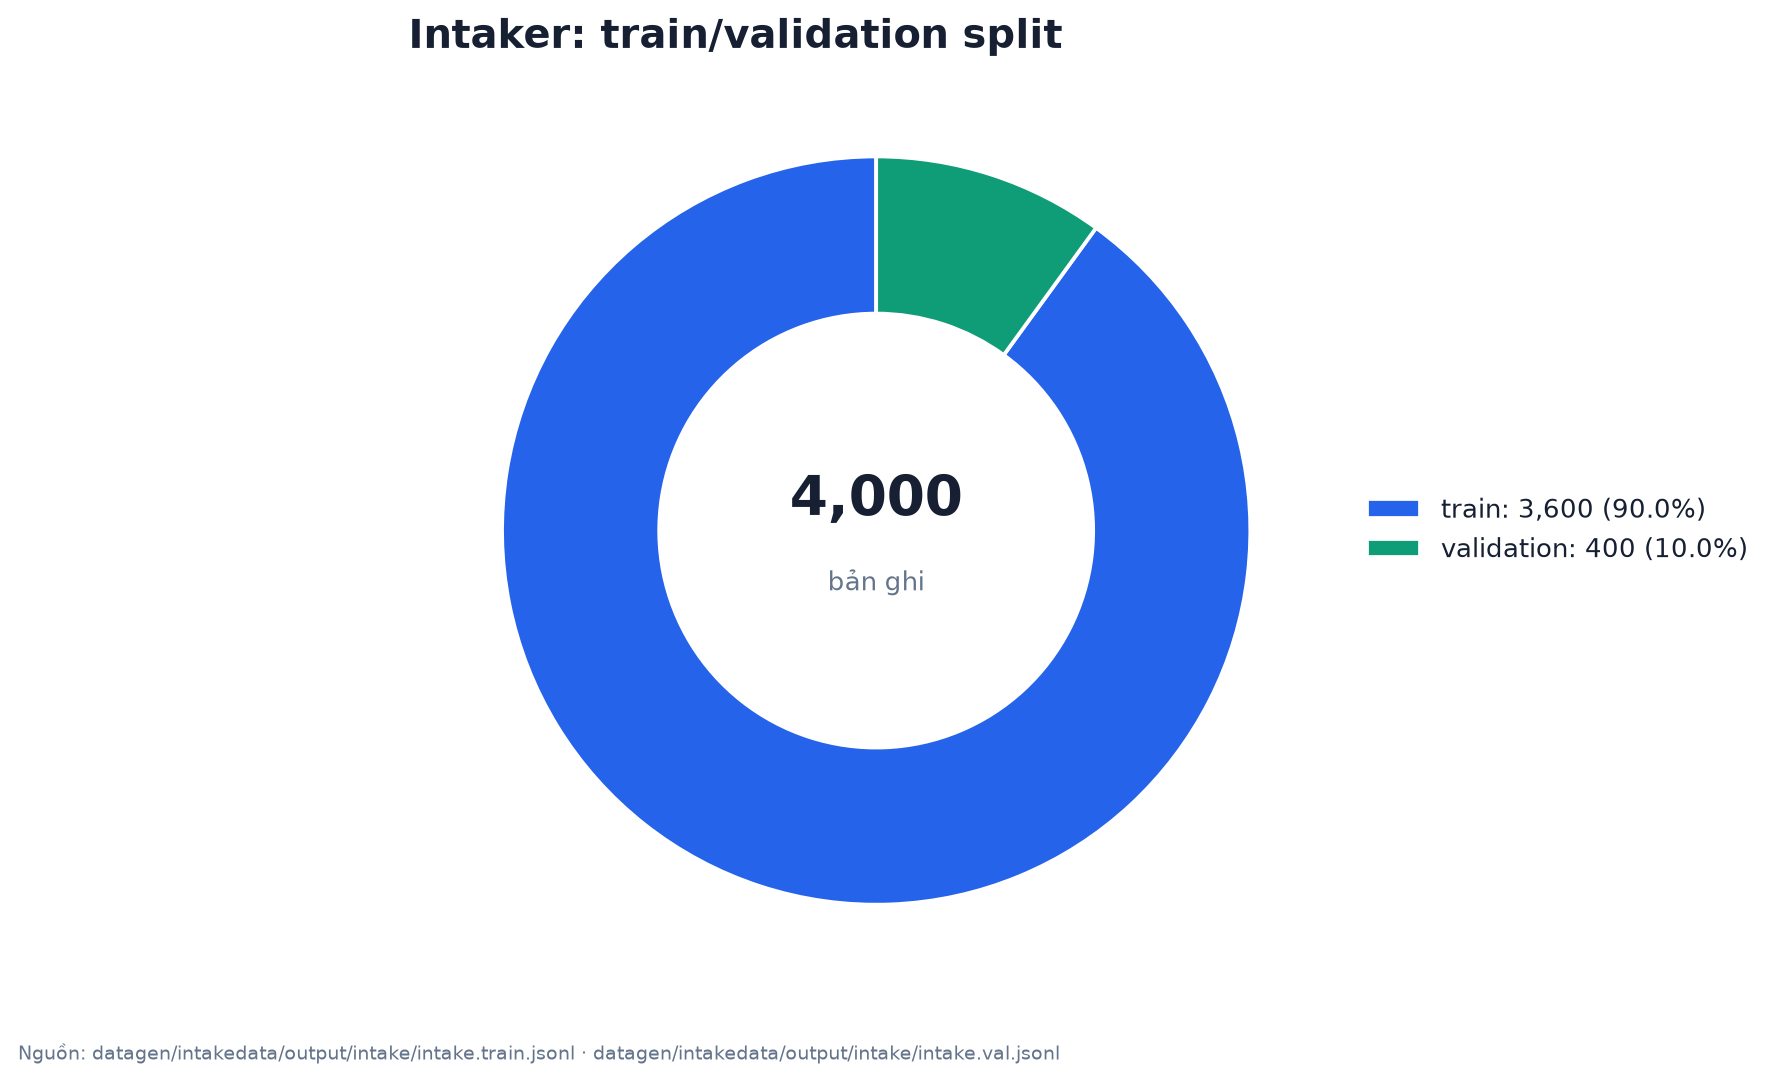 Intaker: train/validation split
4,000
bản ghi
train: 3,600 (90.0%)
validation: 400 (10.0%)
Nguồn: datagen/intakedata/output/intake/intake.train.jsonl · datagen/intakedata/output/intake/intake.val.jsonl